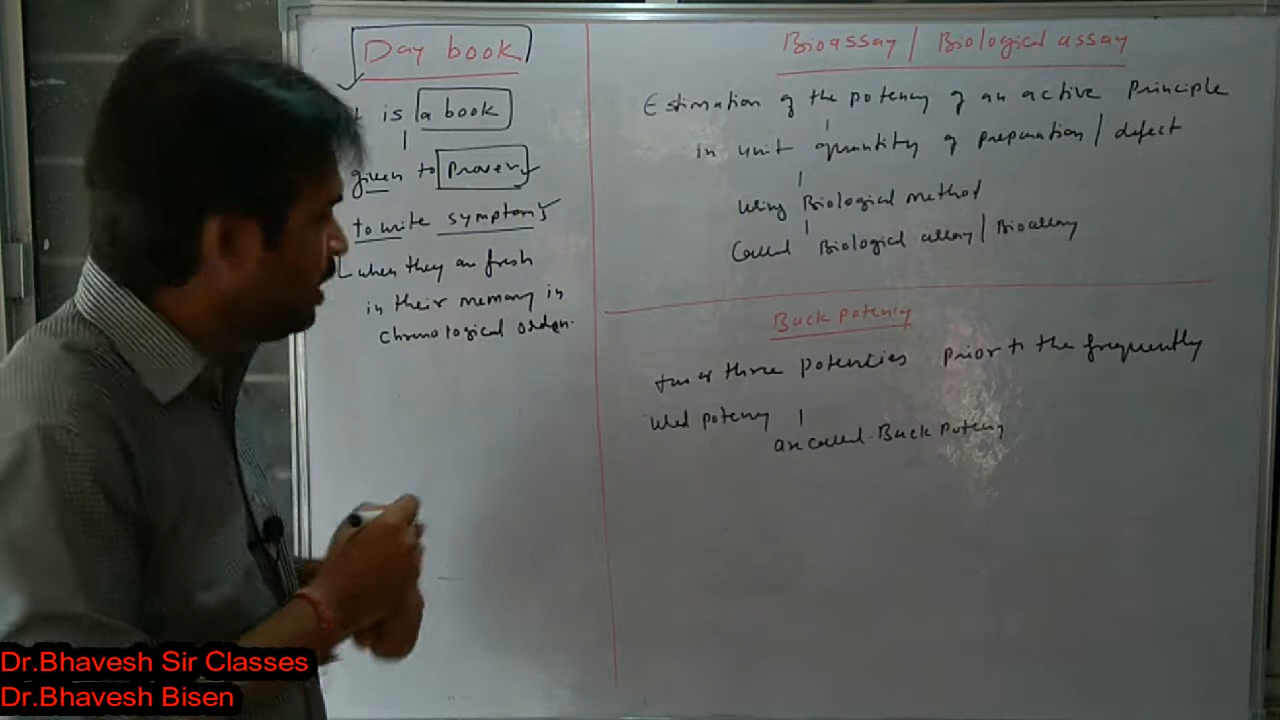 Day book
t is a book
given to Prover
to write symptoms
when they an fresh
in their memory in
chronological order.
Bioassay / Biological assay
Estimation of the potency of an active Principle
in unit quantity of preparation / defect
using Biological method
Called Biological assay / Bioassay
Back potency
two or three potencies prior to the frequently
used potency
are called Back Potency
Dr.Bhavesh Sir Classes
Dr.Bhavesh Bisen